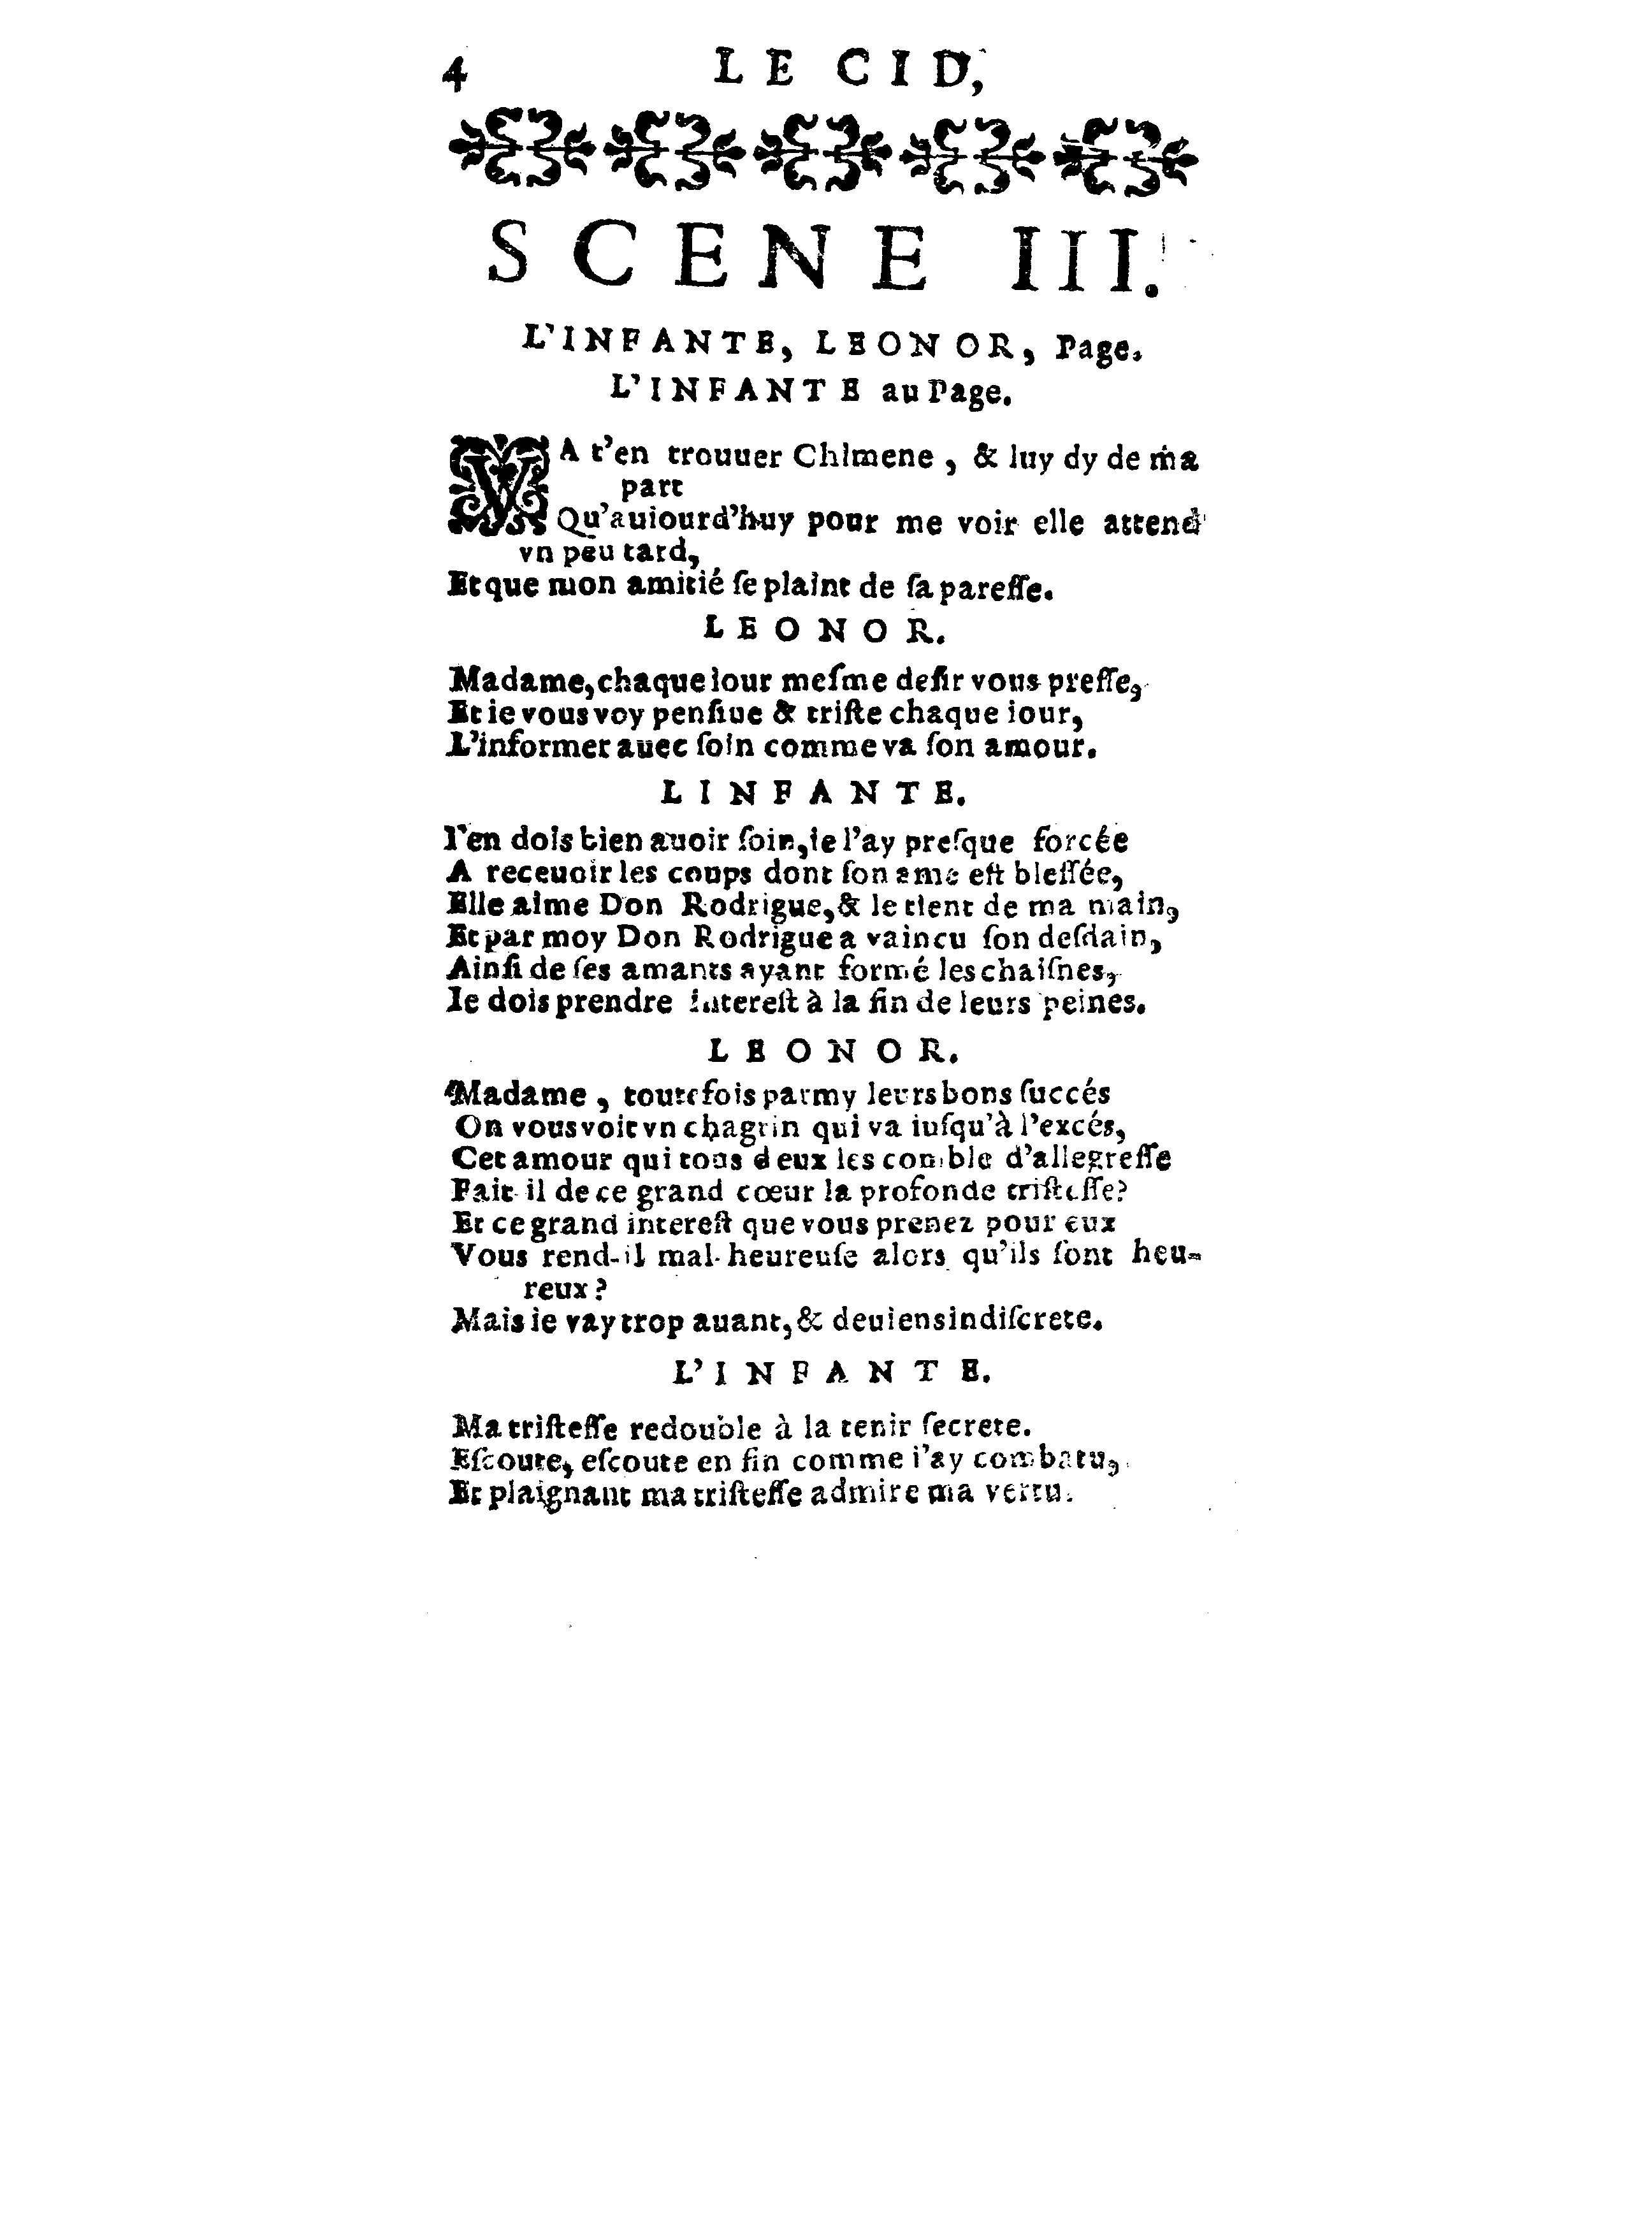 4 LE CID,
SCENE III.
L'INFANTE, LEONOR, Page.
L'INFANTE au Page.
VA t'en trouuer Chimene, & luy dy de ma
part
Qu'auiourd'huy pour me voir elle attend
vn peu tard,
Et que mon amitié ſe plaint de ſa pareſſe.
LEONOR.
Madame, chaque iour meſme deſir vous preſſe,
Et ie vous voy penſiue & triſte chaque iour,
L'informer auec ſoin comme va ſon amour.
LINFANTE.
I'en dois bien auoir ſoin, ie l'ay preſque forcée
A receuoir les coups dont ſon ame eſt bleſſée,
Elle aime Don Rodrigue, & le tient de ma main,
Et par moy Don Rodrigue a vaincu ſon deſdain,
Ainſi de ſes amants ayant formé les chaiſnes,
Ie dois prendre intereſt à la fin de leurs peines.
LEONOR.
Madame, toutefois parmy leurs bons ſuccés
On vous voit vn chagrin qui va iuſqu'à l'excés,
Cet amour qui tous deux les comble d'allegreſſe
Fait-il de ce grand cœur la profonde triſteſſe?
Et ce grand intereſt que vous prenez pour eux
Vous rend-il mal-heureuſe alors qu'ils ſont heu-
reux?
Mais ie vay trop auant, & deuiens indiſcrete.
L'INFANTE.
Ma triſteſſe redouble à la tenir ſecrete.
Eſcoute, eſcoute en fin comme i'ay combatu,
Et plaignant ma triſteſſe admire ma vertu.